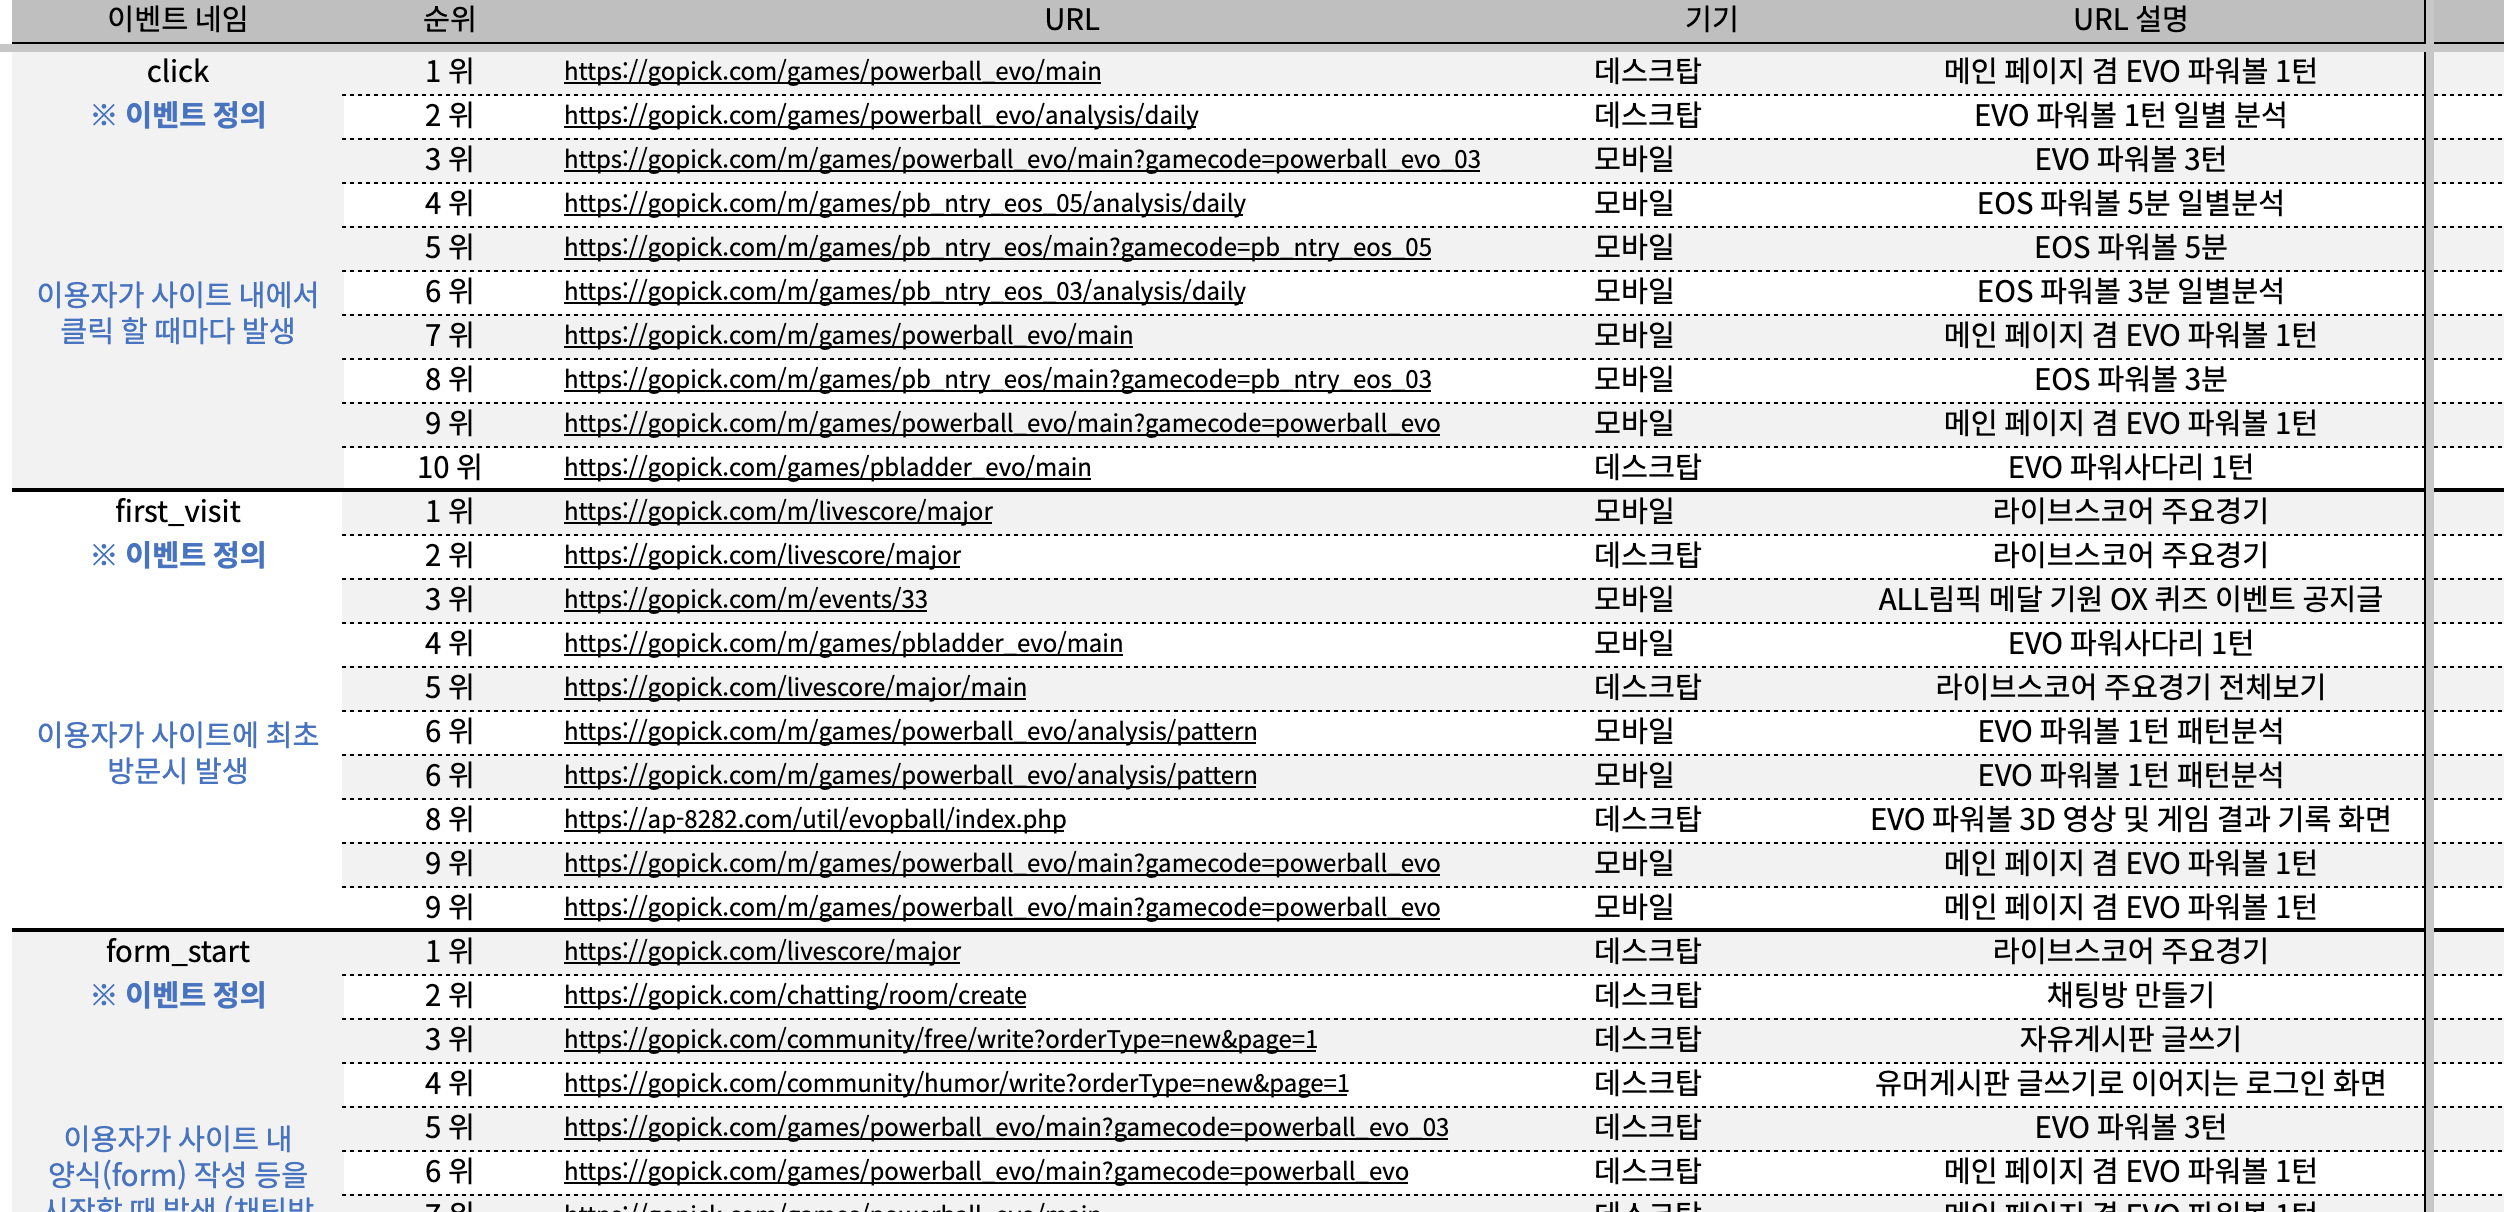 이벤트 네임 순위 URL 기기 URL 설명
click 1 위 https://gopick.com/games/powerball_evo/main 데스크탑 메인 페이지 겸 EVO 파워볼 1턴
※ 이벤트 정의 2 위 https://gopick.com/games/powerball_evo/analysis/daily 데스크탑 EVO 파워볼 1턴 일별 분석
3 위 https://gopick.com/m/games/powerball_evo/main?gamecode=powerball_evo_03 모바일 EVO 파워볼 3턴
4 위 https://gopick.com/m/games/pb_ntry_eos_05/analysis/daily 모바일 EOS 파워볼 5분 일별분석
5 위 https://gopick.com/m/games/pb_ntry_eos/main?gamecode=pb_ntry_eos_05 모바일 EOS 파워볼 5분
이용자가 사이트 내에서 6 위 https://gopick.com/m/games/pb_ntry_eos_03/analysis/daily 모바일 EOS 파워볼 3분 일별분석
클릭 할 때마다 발생 7 위 https://gopick.com/m/games/powerball_evo/main 모바일 메인 페이지 겸 EVO 파워볼 1턴
8 위 https://gopick.com/m/games/pb_ntry_eos/main?gamecode=pb_ntry_eos_03 모바일 EOS 파워볼 3분
9 위 https://gopick.com/m/games/powerball_evo/main?gamecode=powerball_evo 모바일 메인 페이지 겸 EVO 파워볼 1턴
10 위 https://gopick.com/games/pbladder_evo/main 데스크탑 EVO 파워사다리 1턴
first_visit 1 위 https://gopick.com/m/livescore/major 모바일 라이브스코어 주요경기
※ 이벤트 정의 2 위 https://gopick.com/livescore/major 데스크탑 라이브스코어 주요경기
3 위 https://gopick.com/m/events/33 모바일 ALL림픽 메달 기원 OX 퀴즈 이벤트 공지글
4 위 https://gopick.com/m/games/pbladder_evo/main 모바일 EVO 파워사다리 1턴
5 위 https://gopick.com/livescore/major/main 데스크탑 라이브스코어 주요경기 전체보기
이용자가 사이트에 최초 6 위 https://gopick.com/m/games/powerball_evo/analysis/pattern 모바일 EVO 파워볼 1턴 패턴분석
방문시 발생 6 위 https://gopick.com/m/games/powerball_evo/analysis/pattern 모바일 EVO 파워볼 1턴 패턴분석
8 위 https://ap-8282.com/util/evopball/index.php 데스크탑 EVO 파워볼 3D 영상 및 게임 결과 기록 화면
9 위 https://gopick.com/m/games/powerball_evo/main?gamecode=powerball_evo 모바일 메인 페이지 겸 EVO 파워볼 1턴
9 위 https://gopick.com/m/games/powerball_evo/main?gamecode=powerball_evo 모바일 메인 페이지 겸 EVO 파워볼 1턴
form_start 1 위 https://gopick.com/livescore/major 데스크탑 라이브스코어 주요경기
※ 이벤트 정의 2 위 https://gopick.com/chatting/room/create 데스크탑 채팅방 만들기
3 위 https://gopick.com/community/free/write?orderType=new&page=1 데스크탑 자유게시판 글쓰기
4 위 https://gopick.com/community/humor/write?orderType=new&page=1 데스크탑 유머게시판 글쓰기로 이어지는 로그인 화면
이용자가 사이트 내 5 위 https://gopick.com/games/powerball_evo/main?gamecode=powerball_evo_03 데스크탑 EVO 파워볼 3턴
양식(form) 작성 등을 6 위 https://gopick.com/games/powerball_evo/main?gamecode=powerball_evo 데스크탑 메인 페이지 겸 EVO 파워볼 1턴
시작할 때 발생 (채팅방 7 위 https://gopick.com/games/powerball_evo/main 데스크탑 메인 페이지 겸 EVO 파워볼 1턴